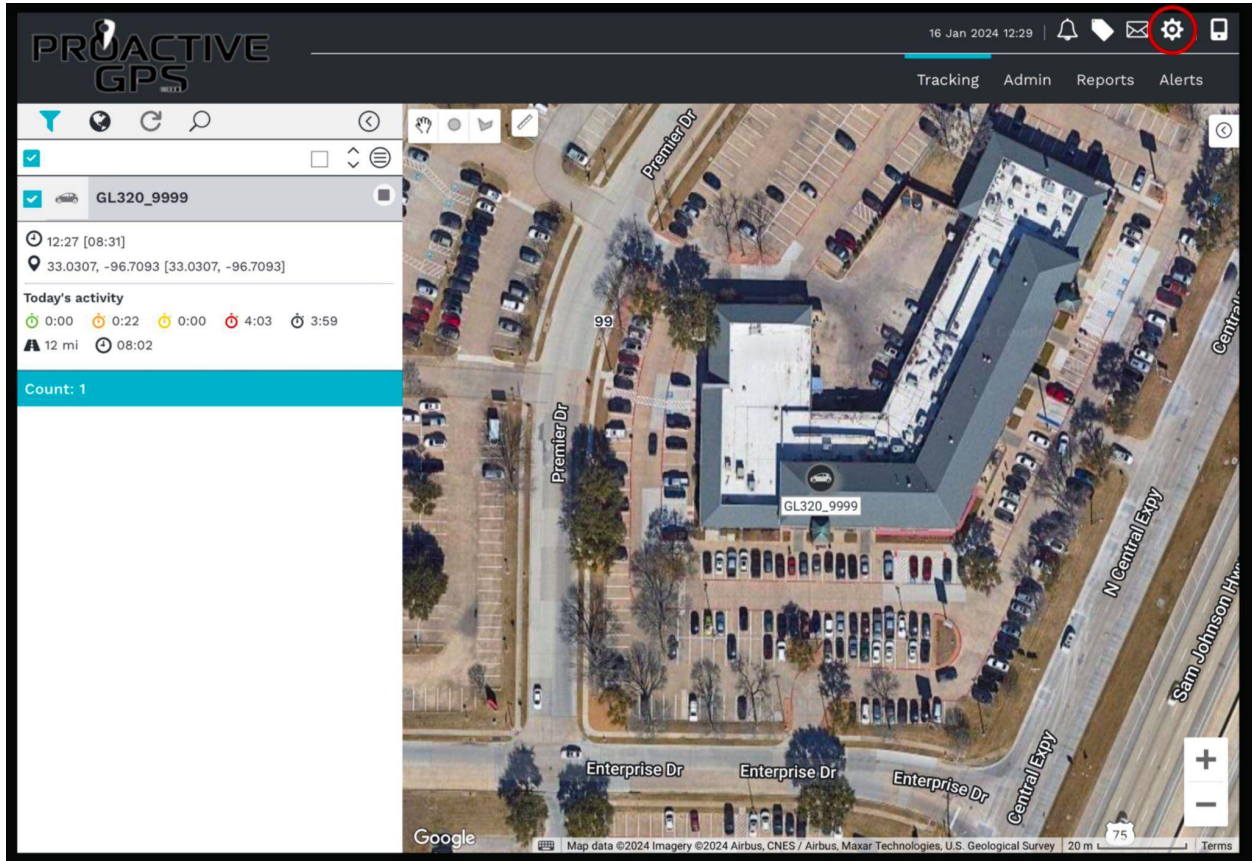 PROACTIVE
GPS
16 Jan 2024 12:29
Tracking Admin Reports Alerts
GL320_9999
12:27 [08:31]
33.0307, -96.7093 [33.0307, -96.7093]
Today's activity
0:00 0:22 0:00 4:03 3:59
12 mi 08:02
Count: 1
Premier Dr
99
Premier Dr
GL320_9999
Central
N Central Expy
Sam Johnson Hwy
Enterprise Dr
Enterprise Dr
Enterprise Dr
Central Expy
75
Google
Map data ©2024 Imagery ©2024 Airbus, CNES / Airbus, Maxar Technologies, U.S. Geological Survey
20 m
Terms